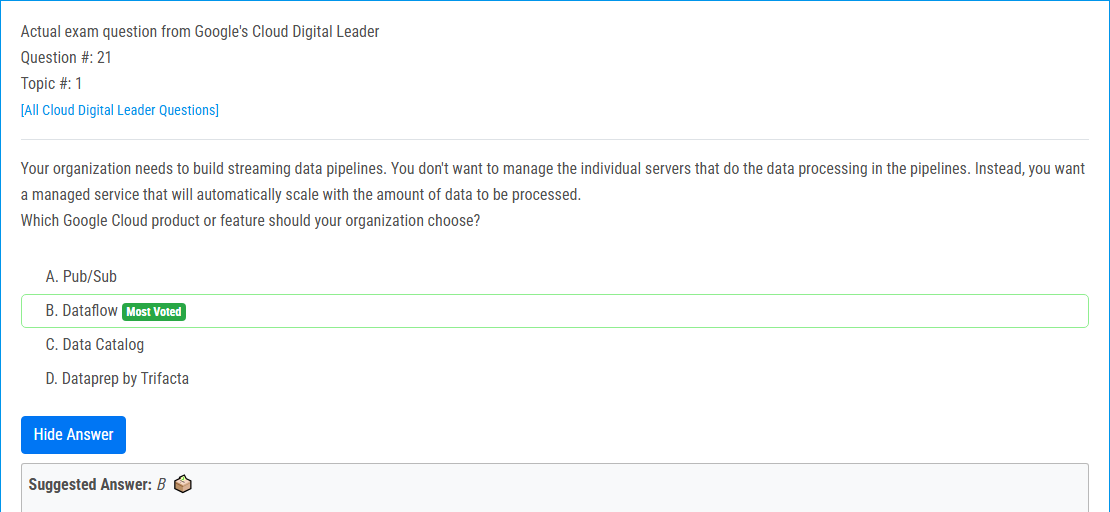 Actual exam question from Google's Cloud Digital Leader
Question #: 21
Topic #: 1
[All Cloud Digital Leader Questions]
Your organization needs to build streaming data pipelines. You don't want to manage the individual servers that do the data processing in the pipelines. Instead, you want
a managed service that will automatically scale with the amount of data to be processed.
Which Google Cloud product or feature should your organization choose?
A. Pub/Sub
B. Dataflow Most Voted
C. Data Catalog
D. Dataprep by Trifacta
Hide Answer
Suggested Answer: B